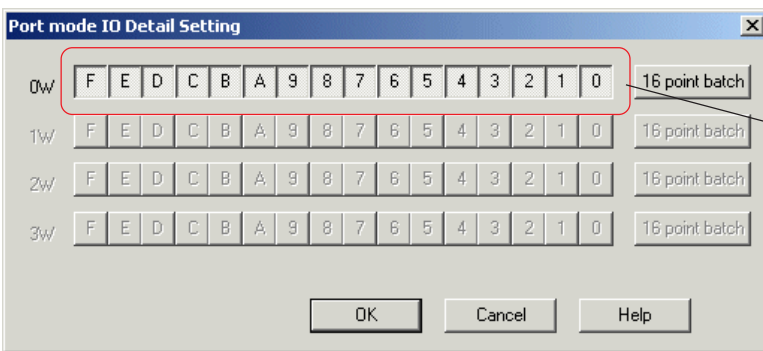 Port mode IO Detail Setting
0W F E D C B A 9 8 7 6 5 4 3 2 1 0 16 point batch
1W F E D C B A 9 8 7 6 5 4 3 2 1 0 16 point batch
2W F E D C B A 9 8 7 6 5 4 3 2 1 0 16 point batch
3W F E D C B A 9 8 7 6 5 4 3 2 1 0 16 point batch
OK Cancel Help